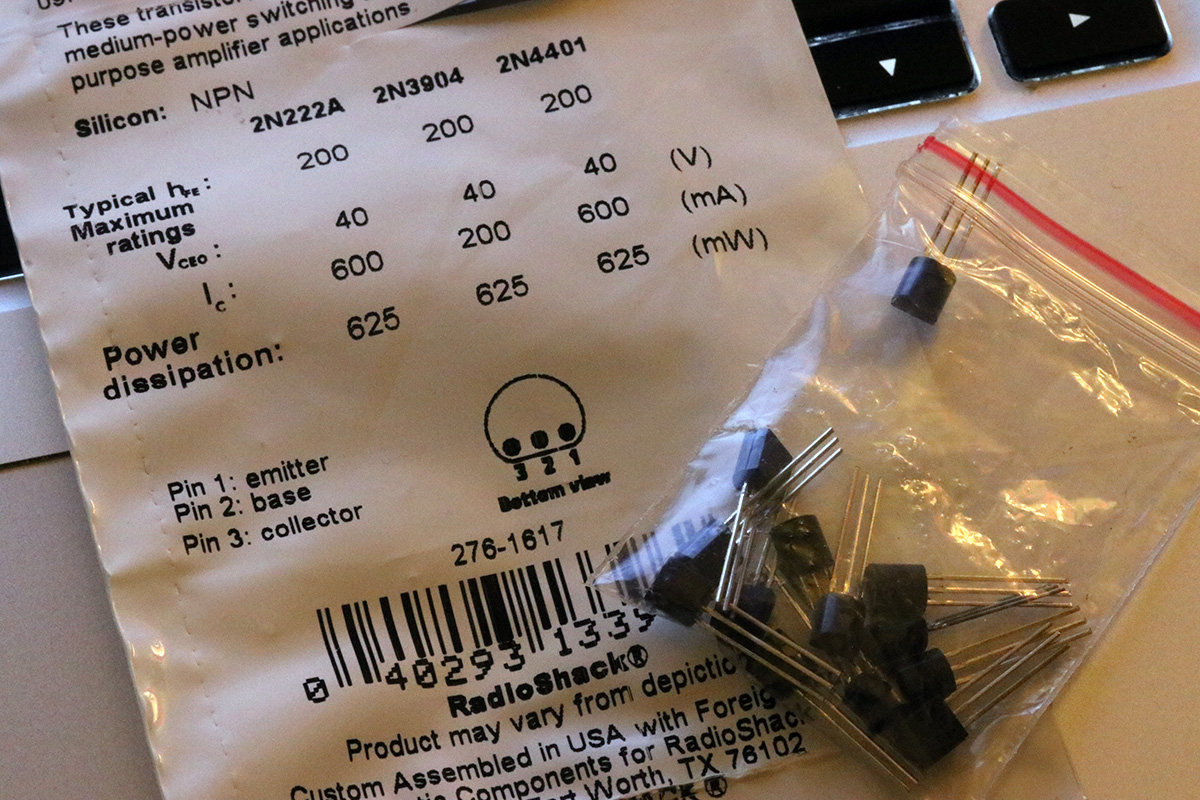 These transistor
medium-power switching
purpose amplifier applications
Silicon: NPN
2N222A 2N3904 2N4401
Typical hFE: 200 200 200
Maximum
ratings
VCEO: 40 40 40 (V)
IC: 600 200 600 (mA)
Power
dissipation: 625 625 625 (mW)
3 2 1
Bottom view
Pin 1: emitter
Pin 2: base
Pin 3: collector
276-1617
0 40293 1339
RadioShack®
Product may vary from depictio
Custom Assembled in USA with Foreig
Components for RadioShack
Fort Worth, TX 76102